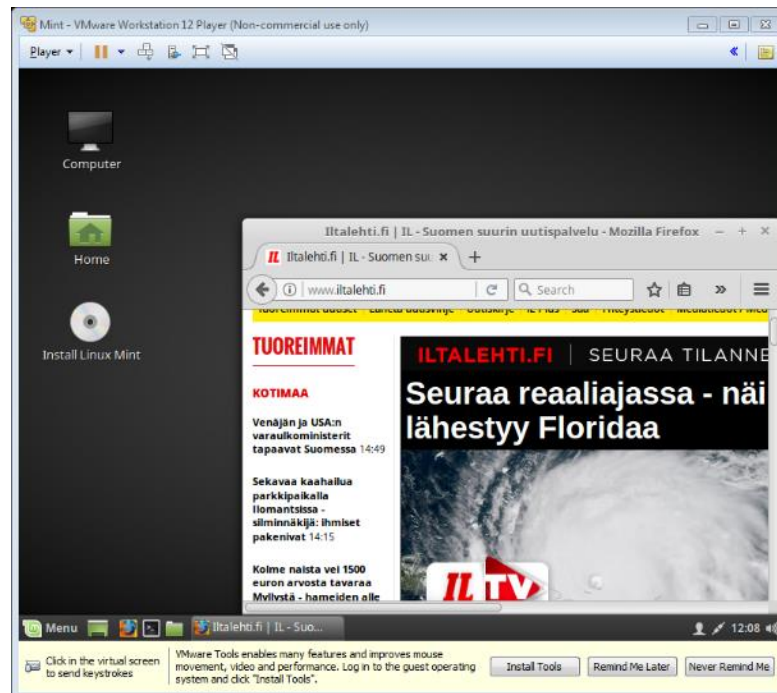 Mint - VMware Workstation 12 Player (Non-commercial use only)
Player
Computer
Home
Install Linux Mint
Iltalehti.fi | IL - Suomen suurin uutispalvelu - Mozilla Firefox
IL Iltalehti.fi | IL - Suomen suu
www.iltalehti.fi
Search
Tuoreimmat uutiset
TUOREIMMAT
KOTIMAA
Venäjän ja USA:n
varaulkoministerit
tapaavat Suomessa 14:49
Sekavaa kaahailua
parkkipaikalla
Ilomantsissa -
silminnäkijä: ihmiset
pakenivat 14:15
Kolme naista vei 1500
euron arvosta tavaraa
Myllystä - hameiden alle
ILTALEHTI.FI | SEURAA TILANNE
Seuraa reaaliajassa - näi
lähestyy Floridaa
IL TV
Menu
Iltalehti.fi | IL - Suo...
12:08
Click in the virtual screen
to send keystrokes
VMware Tools enables many features and improves mouse
movement, video and performance. Log in to the guest operating
system and click "Install Tools".
Install Tools
Remind Me Later
Never Remind Me